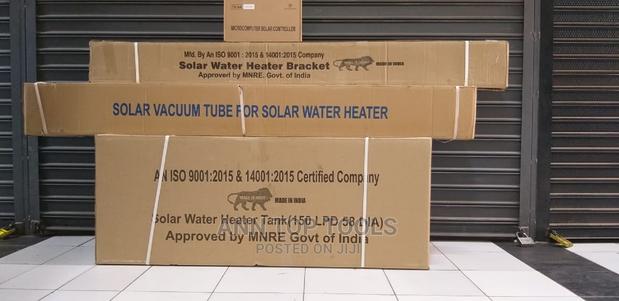 MICROCOMPUTER SOLAR CONTROLLER
Mfd. By An ISO 9001 : 2015 & 14001:2015 Company
Solar Water Heater Bracket
MADE IN INDIA
Approved by MNRE. Govt. of India
SOLAR VACUUM TUBE FOR SOLAR WATER HEATER
AN ISO 9001:2015 & 14001:2015 Certified Company
MADE IN INDIA
Solar Water Heater Tank(150 LPD 58 DIA)
Approved by MNRE Govt of India
ANN TOP TOOLS
POSTED ON JIJI